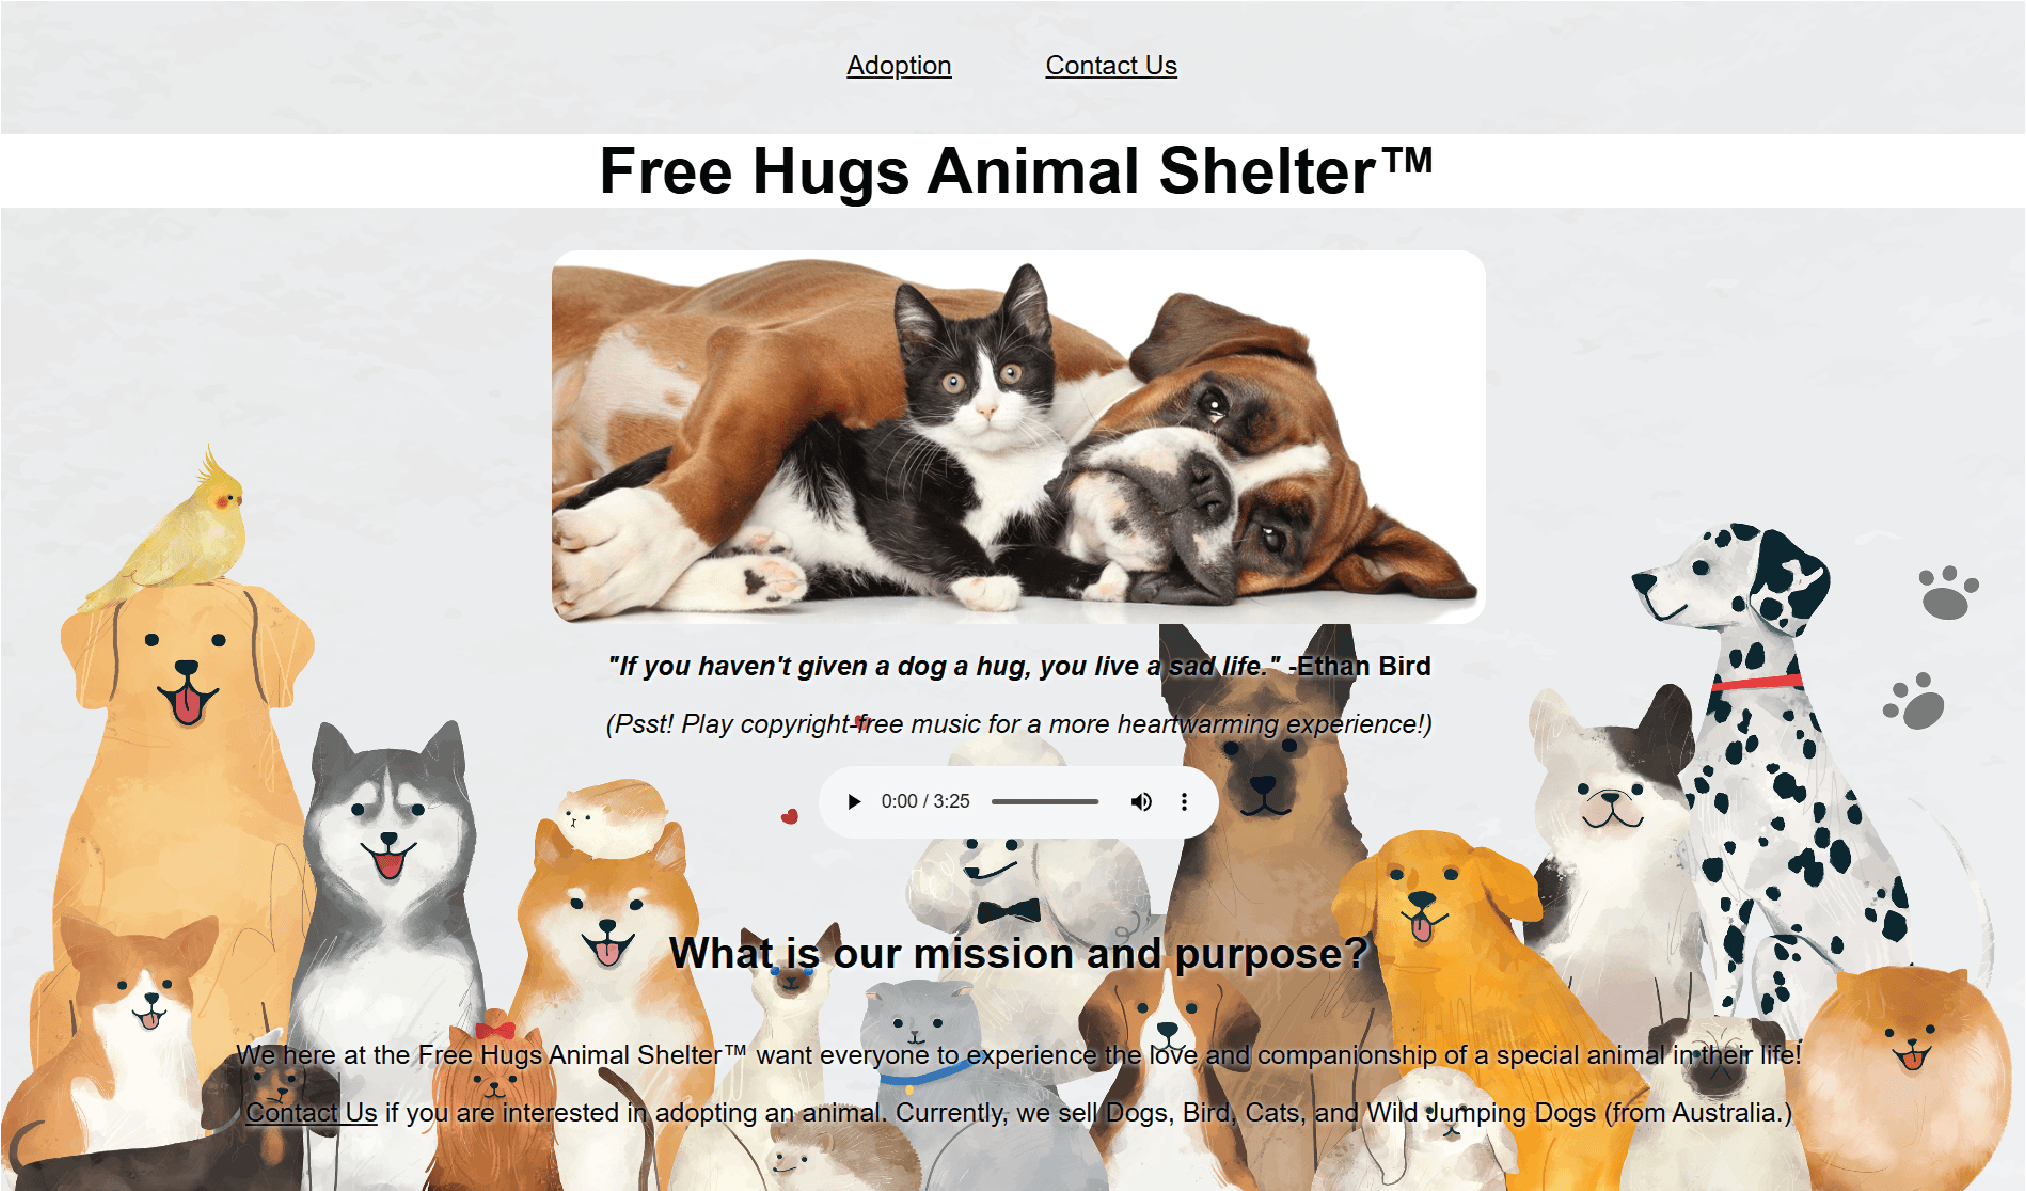 Adoption Contact Us
Free Hugs Animal Shelter™
"If you haven't given a dog a hug, you live a sad life." -Ethan Bird
(Psst! Play copyright-free music for a more heartwarming experience!)
0:00 / 3:25
What is our mission and purpose?
We here at the Free Hugs Animal Shelter™ want everyone to experience the love and companionship of a special animal in their life!
Contact Us if you are interested in adopting an animal. Currently, we sell Dogs, Bird, Cats, and Wild Jumping Dogs (from Australia.)